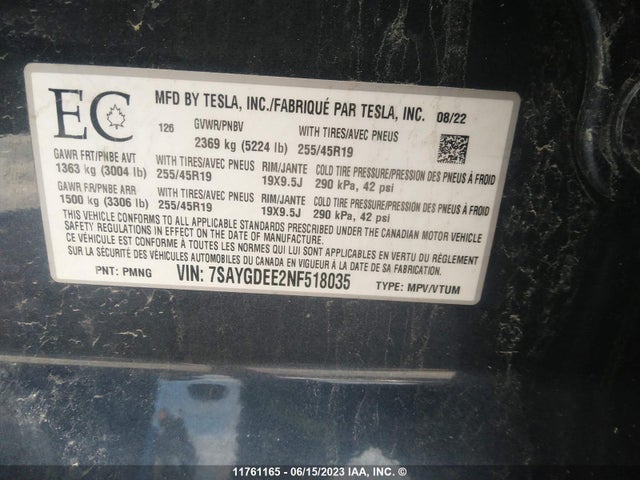 EC
MFD BY TESLA, INC./FABRIQUÉ PAR TESLA, INC. 08/22
126 GVWR/PNBV WITH TIRES/AVEC PNEUS
2369 kg (5224 lb) 255/45R19
GAWR FRT/PNBE AVT WITH TIRES/AVEC PNEUS RIM/JANTE COLD TIRE PRESSURE/PRESSION DES PNEUS À FROID
1363 kg (3004 lb) 255/45R19 19X9.5J 290 kPa, 42 psi
GAWR RR/PNBE ARR WITH TIRES/AVEC PNEUS RIM/JANTE COLD TIRE PRESSURE/PRESSION DES PNEUS À FROID
1500 kg (3306 lb) 255/45R19 19X9.5J 290 kPa, 42 psi
THIS VEHICLE CONFORMS TO ALL APPLICABLE STANDARDS PRESCRIBED UNDER THE CANADIAN MOTOR VEHICLE
SAFETY REGULATIONS IN EFFECT ON THE DATE OF MANUFACTURE.
CE VÉHICULE EST CONFORME À TOUTES LES NORMES QUI LUI SONT APPLICABLES EN VERTU DU RÈGLEMENT
SUR LA SÉCURITÉ DES VÉHICULES AUTOMOBILES DU CANADA EN VIGUEUR À LA DATE DE SA FABRICATION.
PNT: PMNG VIN: 7SAYGDEE2NF518035 TYPE: MPV/VTUM
11761165 - 06/15/2023 IAA, INC. ©